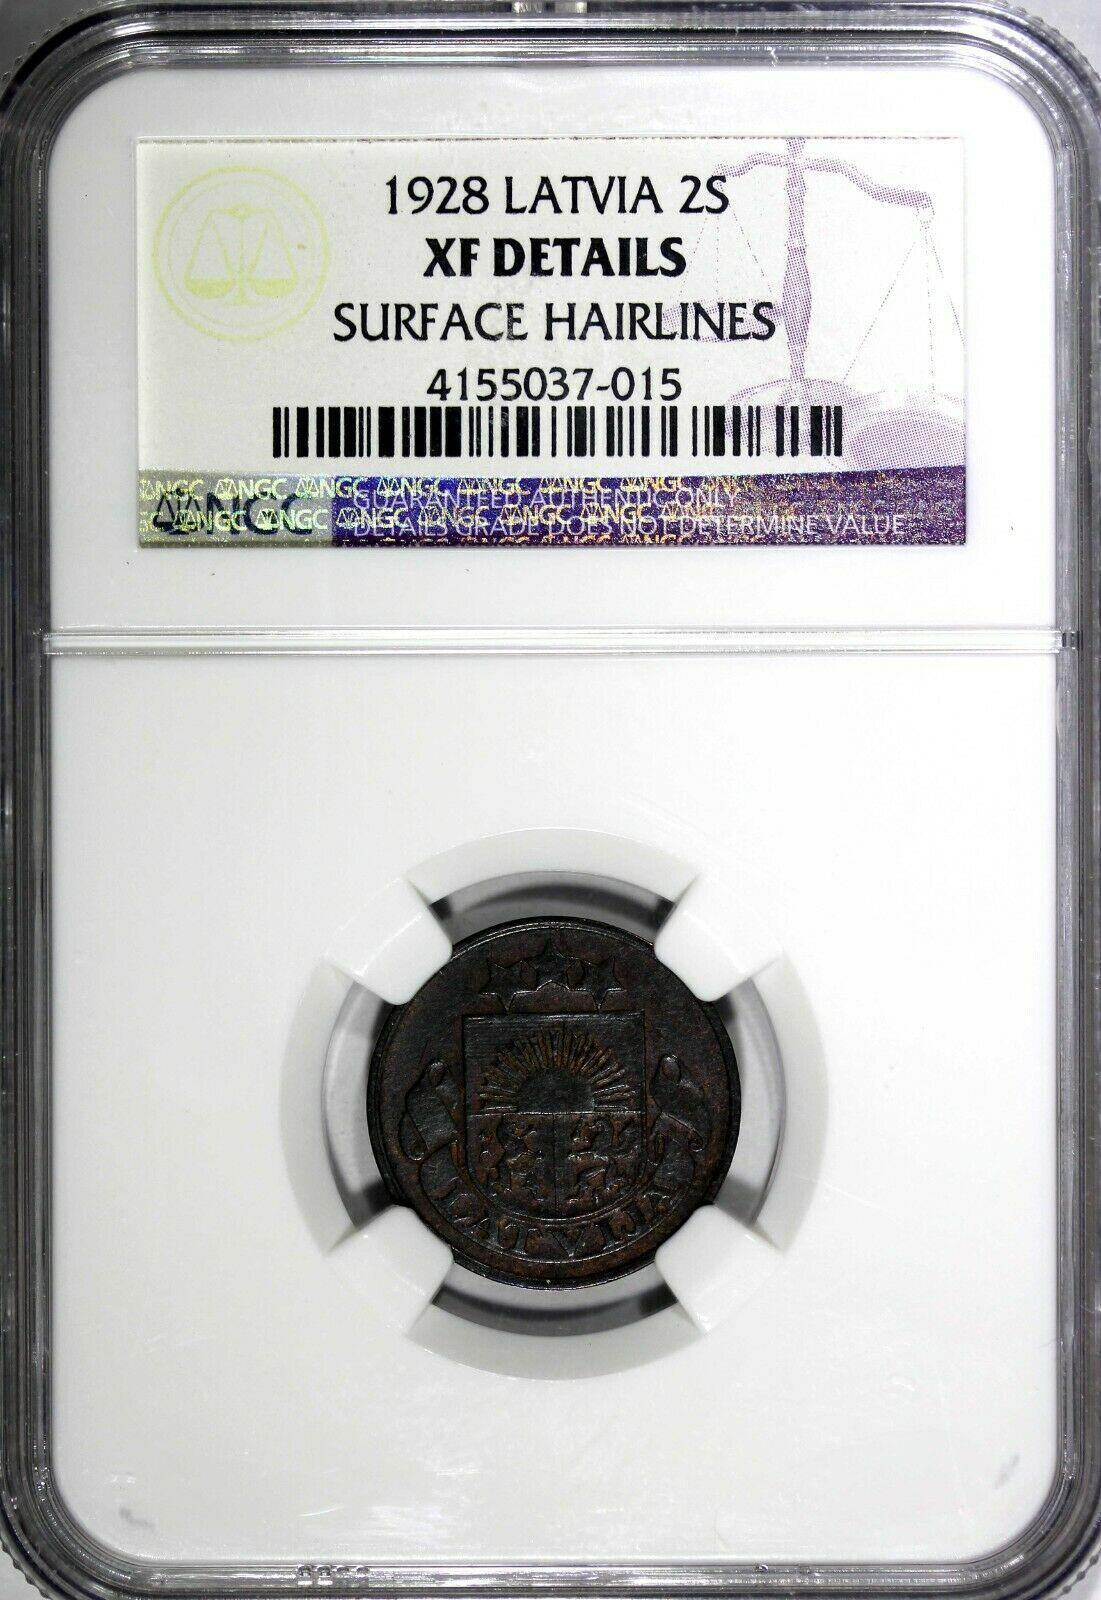 1928 LATVIA 2S
XF DETAILS
SURFACE HAIRLINES
4155037-015
NGC NGC NGC GUARANTEED AUTHENTIC ONLY
NGC NGC NGC DETAILS GRADE DOES NOT DETERMINE VALUE
LATVIJA